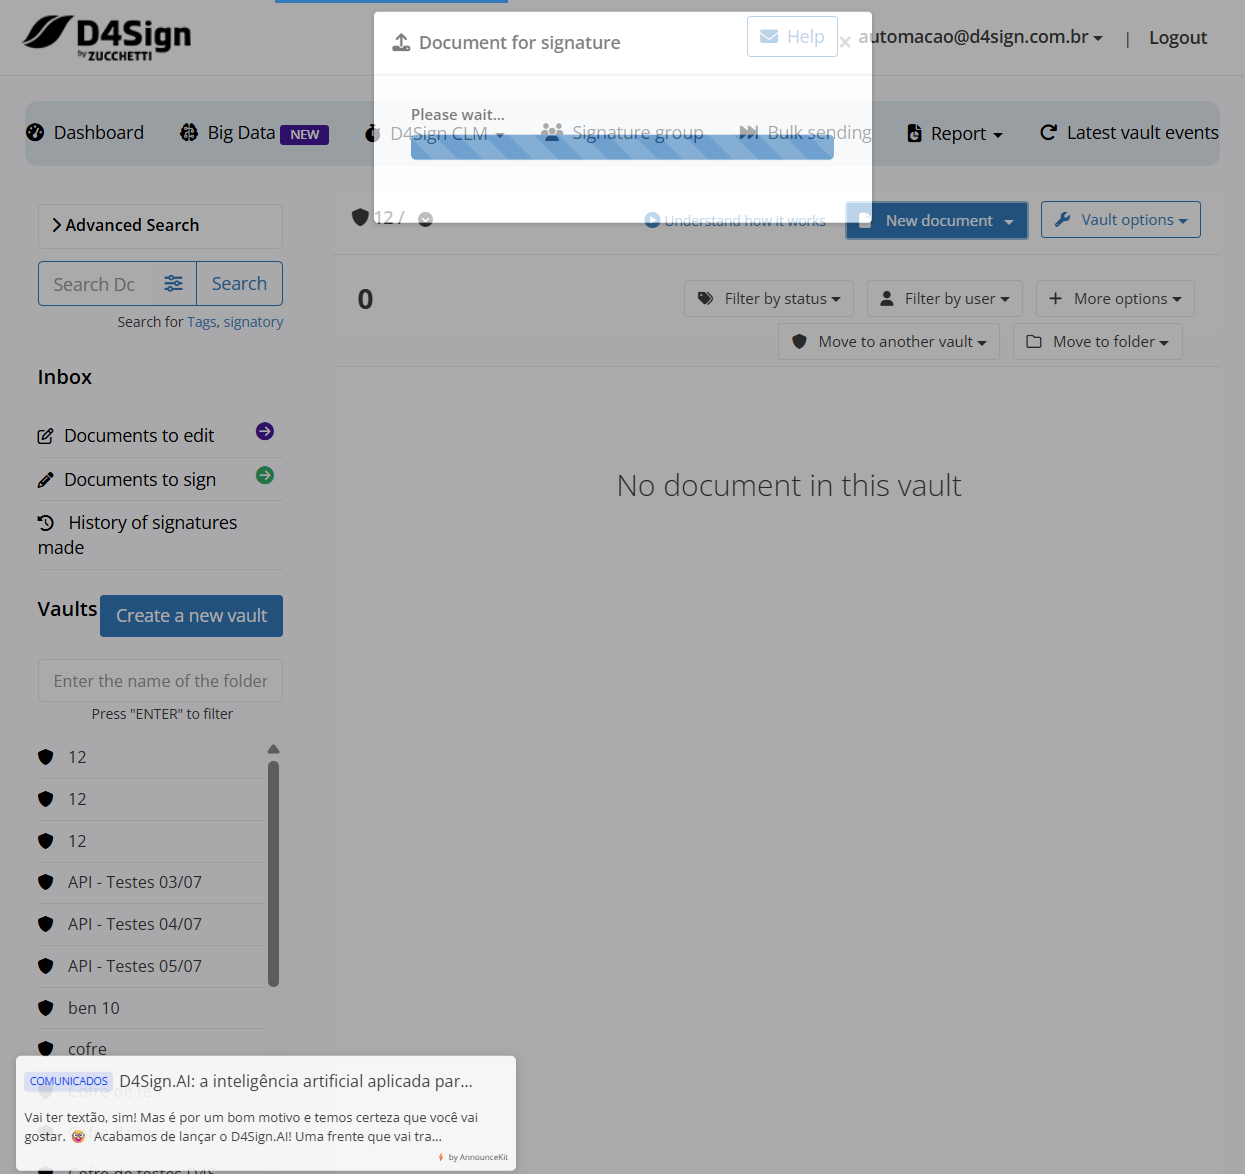 D4Sign
by ZUCCHETTI
Document for signature
Help
×
automacao@d4sign.com.br
|
Logout
Please wait...
Dashboard
Big Data NEW
D4Sign CLM
Signature group
Bulk sending
Report
Latest vault events
Advanced Search
12 /
Understand how it works
New document
Vault options
Search Dc
Search
Search for Tags, signatory
0
Filter by status
Filter by user
More options
Move to another vault
Move to folder
Inbox
Documents to edit
Documents to sign
History of signatures
made
No document in this vault
Vaults
Create a new vault
Enter the name of the folder
Press "ENTER" to filter
12
12
12
API - Testes 03/07
API - Testes 04/07
API - Testes 05/07
ben 10
cofre
COMUNICADOS D4Sign.AI: a inteligência artificial aplicada par...
Vai ter textão, sim! Mas é por um bom motivo e temos certeza que você vai
gostar. 🤓 Acabamos de lançar o D4Sign.AI! Uma frente que vai tra...
by AnnounceKit
Cofre de testes D4S